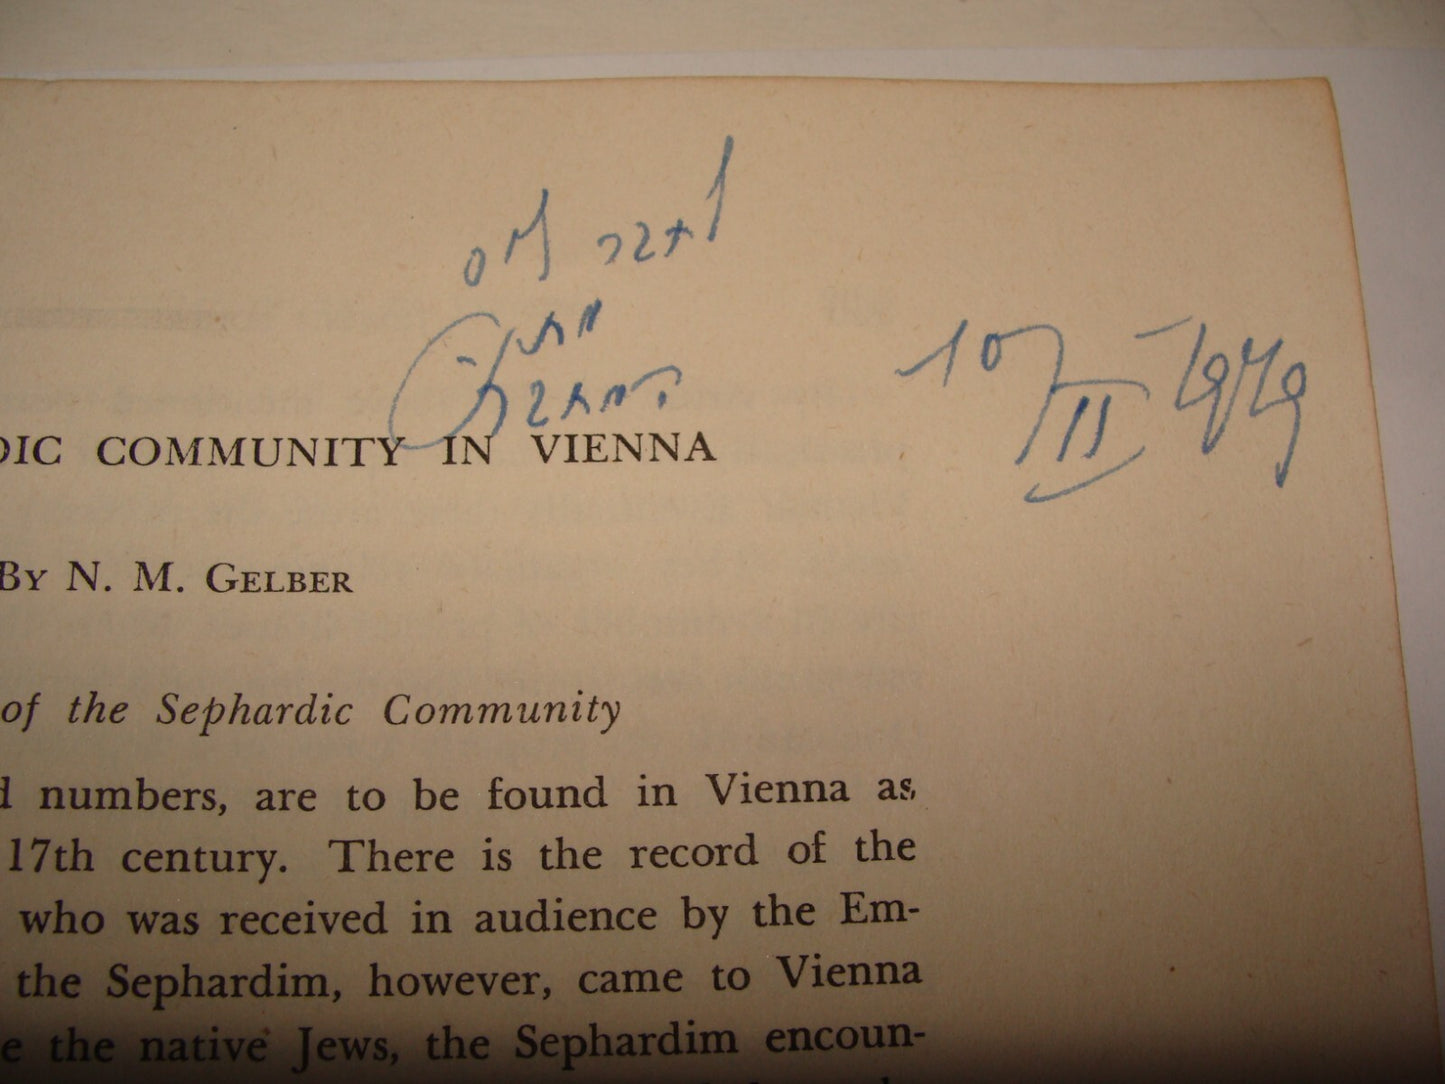 10/II-1979
DIC COMMUNITY IN VIENNA
BY N. M. GELBER
of the Sephardic Community
d numbers, are to be found in Vienna as
17th century. There is the record of the
who was received in audience by the Em-
the Sephardim, however, came to Vienna
e the native Jews, the Sephardim encoun-